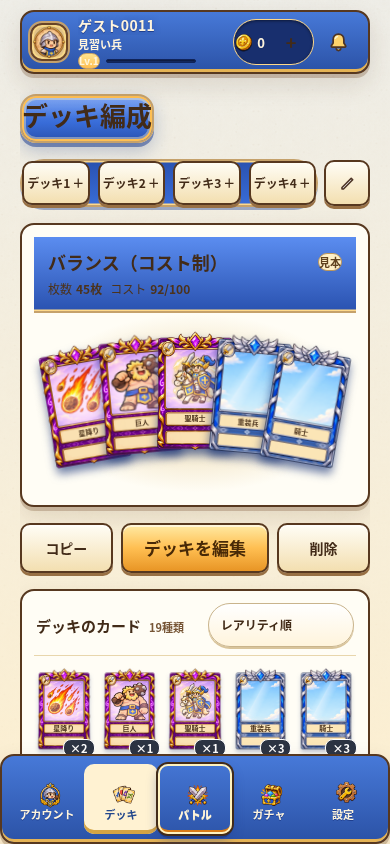 ゲスト0011
見習い兵
Lv.1
0
デッキ編成
デッキ1＋ デッキ2＋ デッキ3＋ デッキ4＋
バランス（コスト制）
見本
枚数 45枚 コスト 92/100
星降り 巨人 聖騎士 重装兵 騎士
コピー デッキを編集 削除
デッキのカード 19種類 レアリティ順
星降り 巨人 聖騎士 重装兵 騎士
×2 ×1 ×1 ×3 ×3
アカウント デッキ バトル ガチャ 設定